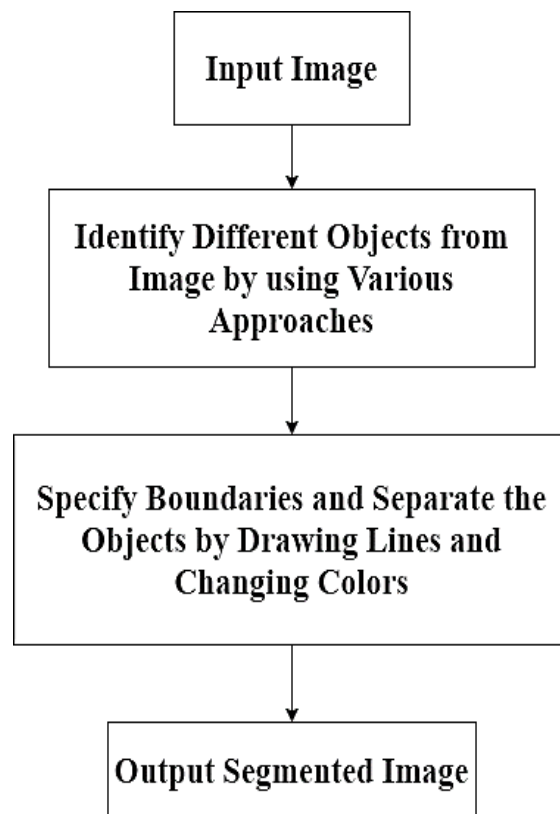 Input Image
Identify Different Objects from
Image by using Various
Approaches
Specify Boundaries and Separate the
Objects by Drawing Lines and
Changing Colors
Output Segmented Image